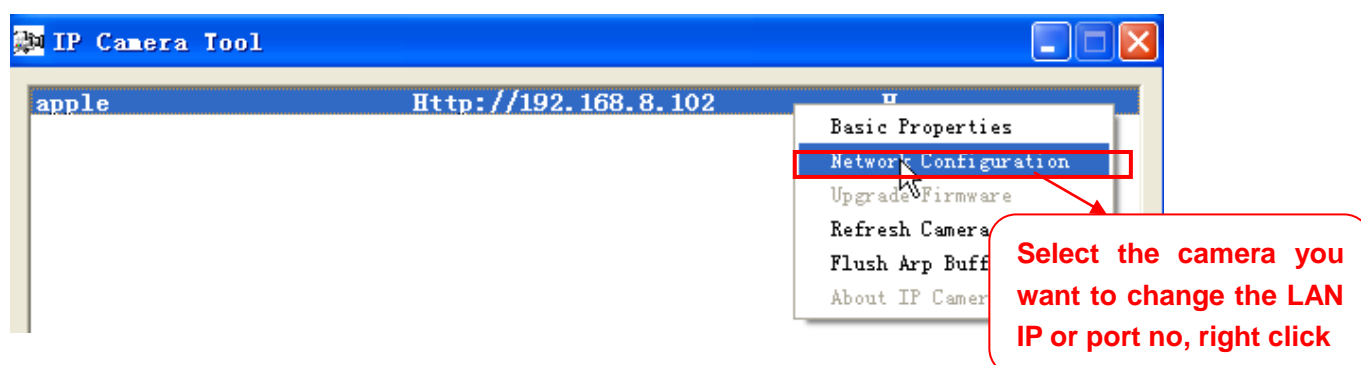 IP Camera Tool
apple Http://192.168.8.102
Basic Properties
Network Configuration
Upgrade Firmware
Refresh Camera
Flush Arp Buff
About IP Camer
Select the camera you
want to change the LAN
IP or port no, right click